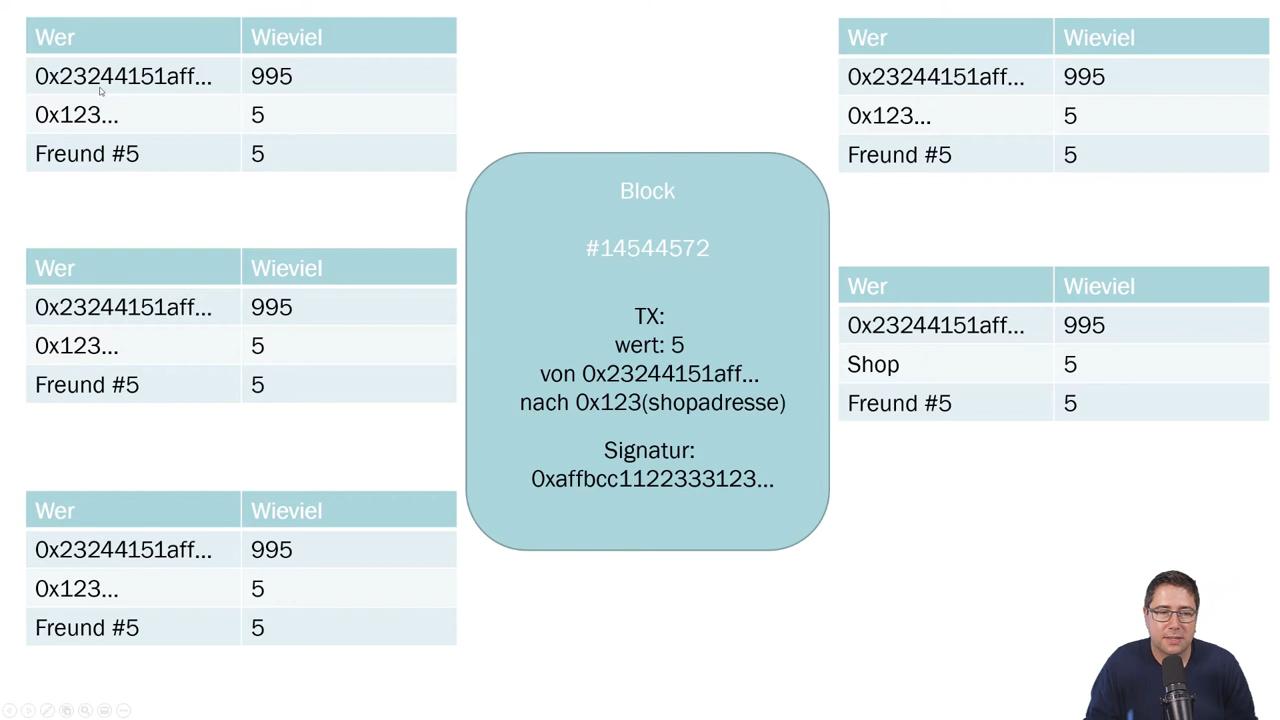 Wer Wieviel
0x23244151aff... 995
0x123... 5
Freund #5 5
Wer Wieviel
0x23244151aff... 995
0x123... 5
Freund #5 5
Wer Wieviel
0x23244151aff... 995
0x123... 5
Freund #5 5
Block
#14544572
TX:
wert: 5
von 0x23244151aff...
nach 0x123(shopadresse)
Signatur:
0xaffbcc1122333123...
Wer Wieviel
0x23244151aff... 995
0x123... 5
Freund #5 5
Wer Wieviel
0x23244151aff... 995
Shop 5
Freund #5 5